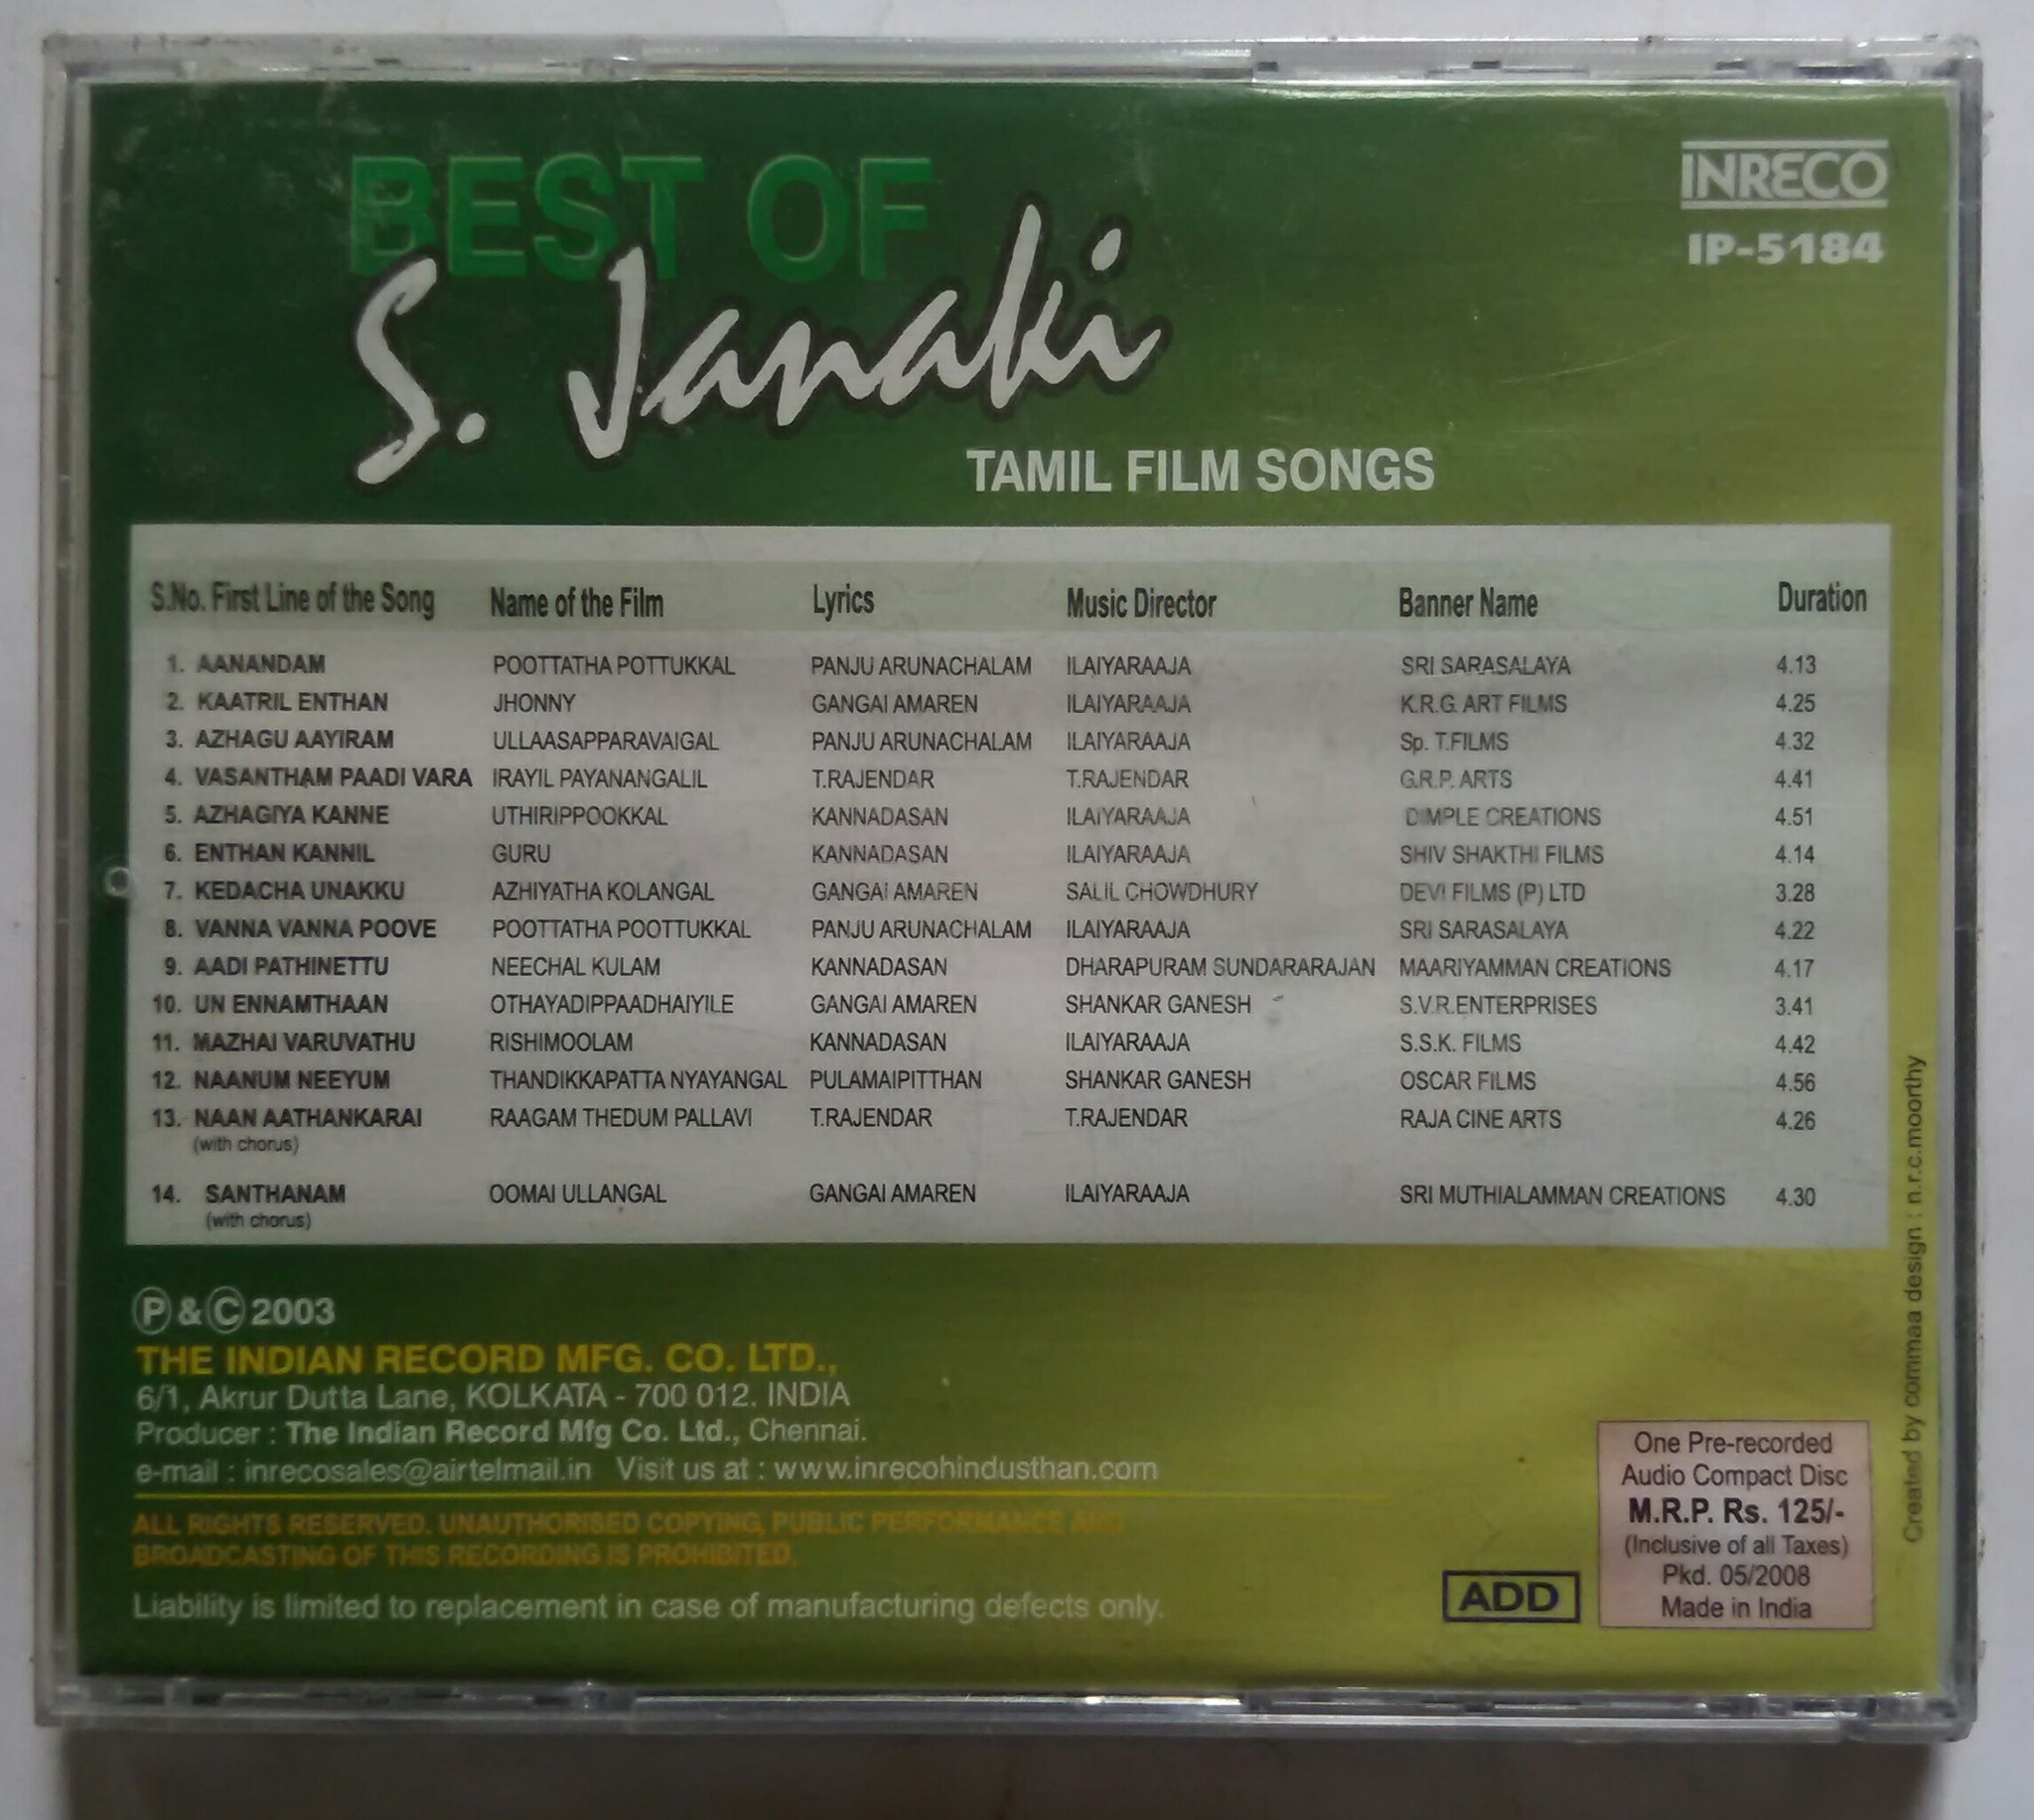 BEST OF
INRECO
IP-5184
S. Janaki
TAMIL FILM SONGS
S.No. First Line of the Song Name of the Film Lyrics Music Director Banner Name Duration
1. AANANDAM POOTTATHA POTTUKKAL PANJU ARUNACHALAM ILAIYARAAJA SRI SARASALAYA 4.13
2. KAATRIL ENTHAN JHONNY GANGAI AMAREN ILAIYARAAJA K.R.G. ART FILMS 4.25
3. AZHAGU AAYIRAM ULLAASAPPARAVAIGAL PANJU ARUNACHALAM ILAIYARAAJA Sp. T.FILMS 4.32
4. VASANTHAM PAADI VARA IRAYIL PAYANANGALIL T.RAJENDAR T.RAJENDAR G.R.P. ARTS 4.41
5. AZHAGIYA KANNE UTHIRIPPOOKKAL KANNADASAN ILAIYARAAJA DIMPLE CREATIONS 4.51
6. ENTHAN KANNIL GURU KANNADASAN ILAIYARAAJA SHIV SHAKTHI FILMS 4.14
7. KEDACHA UNAKKU AZHIYATHA KOLANGAL GANGAI AMAREN SALIL CHOWDHURY DEVI FILMS (P) LTD 3.28
8. VANNA VANNA POOVE POOTTATHA POOTTUKKAL PANJU ARUNACHALAM ILAIYARAAJA SRI SARASALAYA 4.22
9. AADI PATHINETTU NEECHAL KULAM KANNADASAN DHARAPURAM SUNDARARAJAN MAARIYAMMAN CREATIONS 4.17
10. UN ENNAMTHAAN OTHAYADIPPAADHAIYILE GANGAI AMAREN SHANKAR GANESH S.V.R.ENTERPRISES 3.41
11. MAZHAI VARUVATHU RISHIMOOLAM KANNADASAN ILAIYARAAJA S.S.K. FILMS 4.42
12. NAANUM NEEYUM THANDIKKAPATTA NYAYANGAL PULAMAIPITTHAN SHANKAR GANESH OSCAR FILMS 4.56
13. NAAN AATHANKARAI RAAGAM THEDUM PALLAVI T.RAJENDAR T.RAJENDAR RAJA CINE ARTS 4.26
(with chorus)
14. SANTHANAM OOMAI ULLANGAL GANGAI AMAREN ILAIYARAAJA SRI MUTHIALAMMAN CREATIONS 4.30
(with chorus)
Ⓟ & Ⓒ 2003
THE INDIAN RECORD MFG. CO. LTD.,
6/1, Akrur Dutta Lane, KOLKATA - 700 012. INDIA
Producer : The Indian Record Mfg Co. Ltd., Chennai.
e-mail : inrecosales@airtelmail.in Visit us at : www.inrecohindusthan.com
ALL RIGHTS RESERVED. UNAUTHORISED COPYING, PUBLIC PERFORMANCE AND
BROADCASTING OF THIS RECORDING IS PROHIBITED.
Liability is limited to replacement in case of manufacturing defects only.
ADD
One Pre-recorded
Audio Compact Disc
M.R.P. Rs. 125/-
(Inclusive of all Taxes)
Pkd. 05/2008
Made in India
Created by commaa design : n.r.c.moorthy